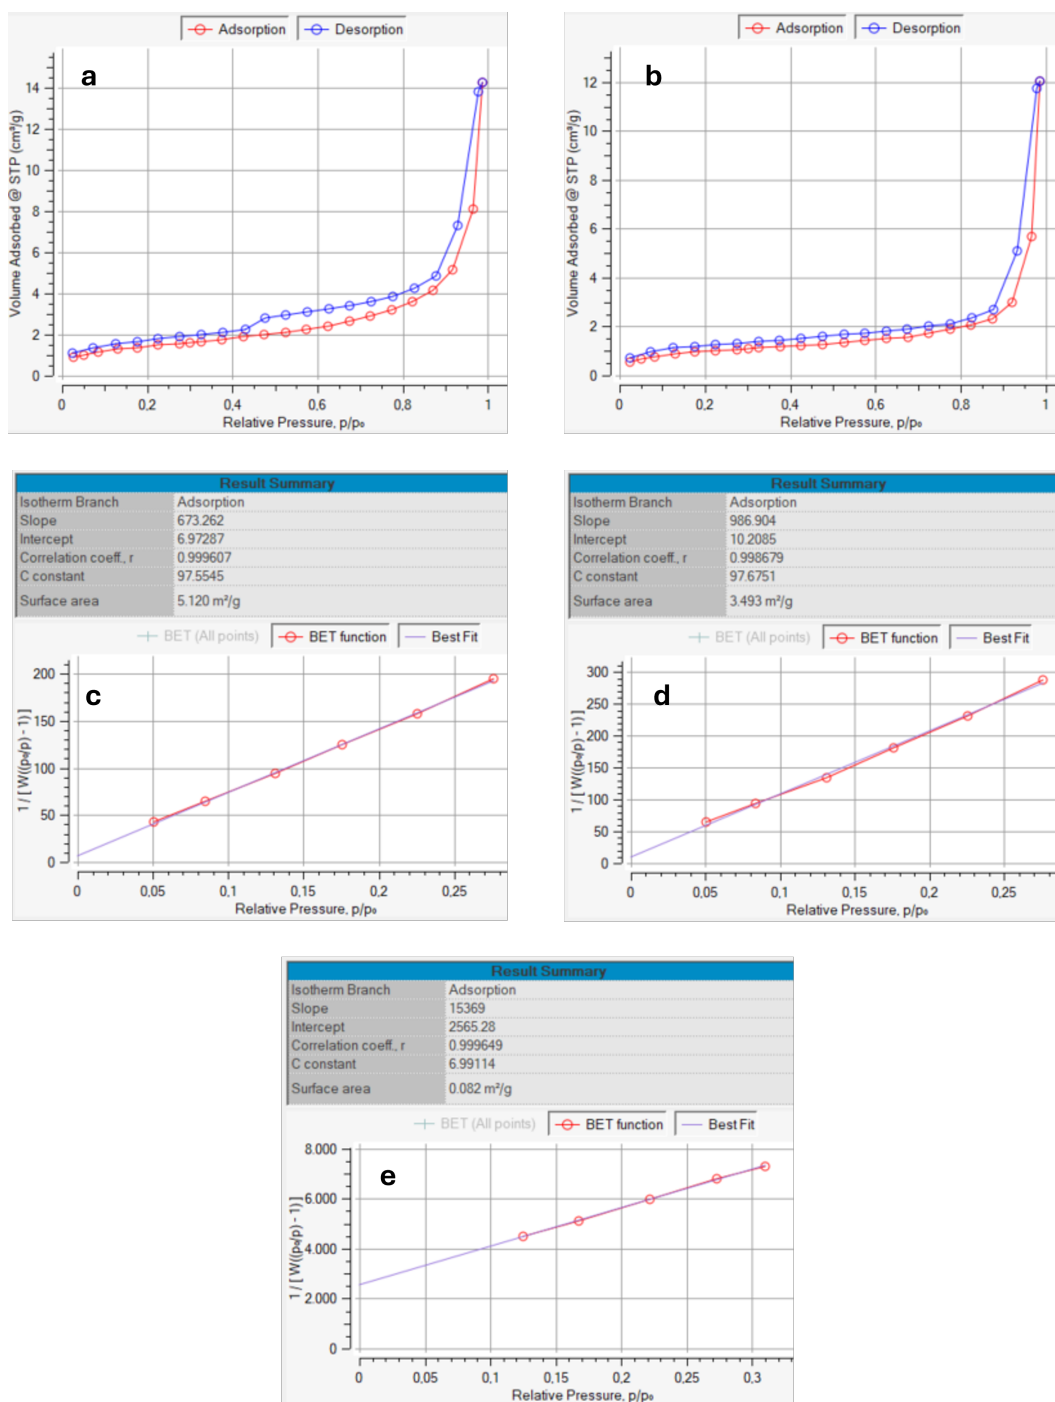 Adsorption Desorption
a
Volume Adsorbed @ STP (cm³/g)
14
12
10
8
6
4
2
0
0 0,2 0,4 0,6 0,8 1
Relative Pressure, p/p₀
Adsorption Desorption
b
Volume Adsorbed @ STP (cm³/g)
12
10
8
6
4
2
0
0 0,2 0,4 0,6 0,8 1
Relative Pressure, p/p₀
Result Summary
Isotherm Branch Adsorption
Slope 673.262
Intercept 6.97287
Correlation coeff., r 0.999607
C constant 97.5545
Surface area 5.120 m²/g
BET (All points) BET function Best Fit
c
1 / [ W((p₀/p) - 1)]
200
150
100
50
0
0 0,05 0,1 0,15 0,2 0,25
Relative Pressure, p/p₀
Result Summary
Isotherm Branch Adsorption
Slope 986.904
Intercept 10.2085
Correlation coeff., r 0.998679
C constant 97.6751
Surface area 3.493 m²/g
BET (All points) BET function Best Fit
d
1 / [ W((p₀/p) - 1)]
300
250
200
150
100
50
0
0 0,05 0,1 0,15 0,2 0,25
Relative Pressure, p/p₀
Result Summary
Isotherm Branch Adsorption
Slope 15369
Intercept 2565.28
Correlation coeff., r 0.999649
C constant 6.99114
Surface area 0.082 m²/g
BET (All points) BET function Best Fit
e
1 / [ W((p₀/p) - 1)]
8.000
6.000
4.000
2.000
0
0 0,05 0,1 0,15 0,2 0,25 0,3
Relative Pressure, p/p₀